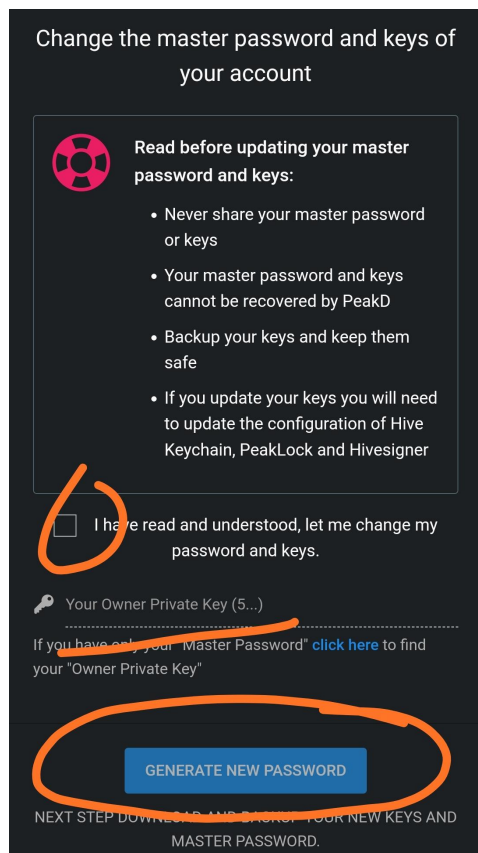 Change the master password and keys of
your account
Read before updating your master
password and keys:
• Never share your master password
or keys
• Your master password and keys
cannot be recovered by PeakD
• Backup your keys and keep them
safe
• If you update your keys you will need
to update the configuration of Hive
Keychain, PeakLock and Hivesigner
I have read and understood, let me change my
password and keys.
Your Owner Private Key (5...)
If you have only your "Master Password" click here to find
your "Owner Private Key"
GENERATE NEW PASSWORD
NEXT STEP DOWNLOAD AND BACKUP YOUR NEW KEYS AND
MASTER PASSWORD.